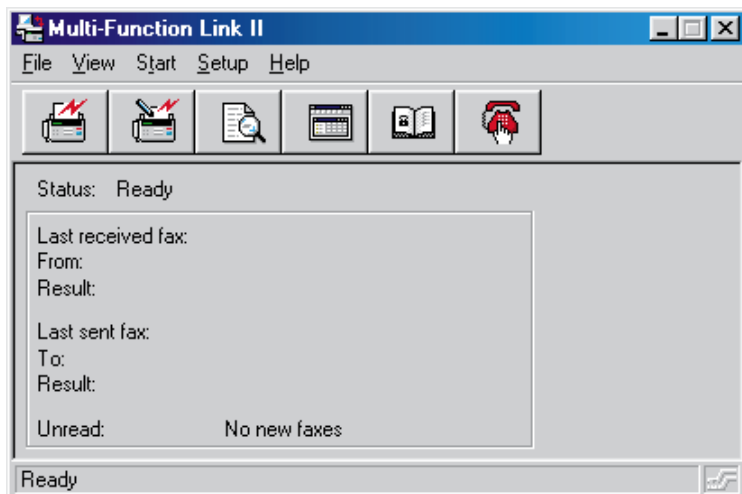 Multi-Function Link II
File View Start Setup Help
Status: Ready
Last received fax:
From:
Result:
Last sent fax:
To:
Result:
Unread: No new faxes
Ready